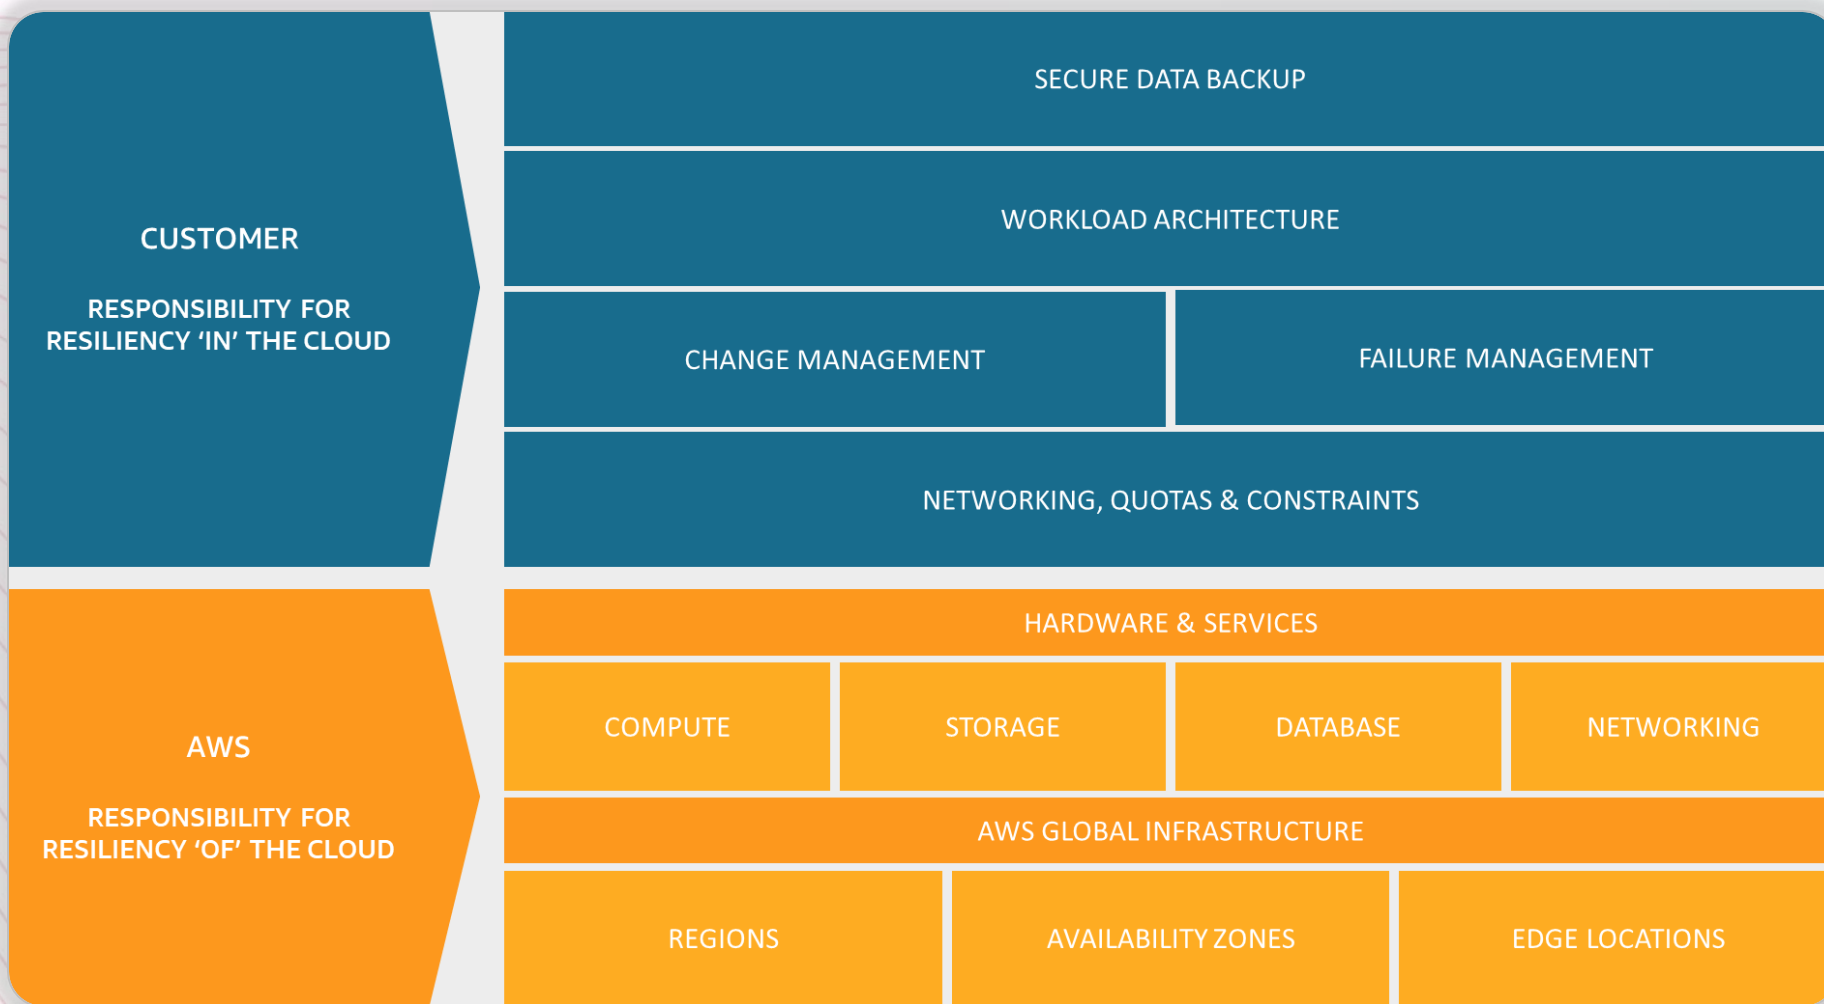 CUSTOMER
RESPONSIBILITY FOR
RESILIENCY ‘IN’ THE CLOUD
SECURE DATA BACKUP
WORKLOAD ARCHITECTURE
CHANGE MANAGEMENT
FAILURE MANAGEMENT
NETWORKING, QUOTAS & CONSTRAINTS
AWS
RESPONSIBILITY FOR
RESILIENCY ‘OF’ THE CLOUD
HARDWARE & SERVICES
COMPUTE
STORAGE
DATABASE
NETWORKING
AWS GLOBAL INFRASTRUCTURE
REGIONS
AVAILABILITY ZONES
EDGE LOCATIONS